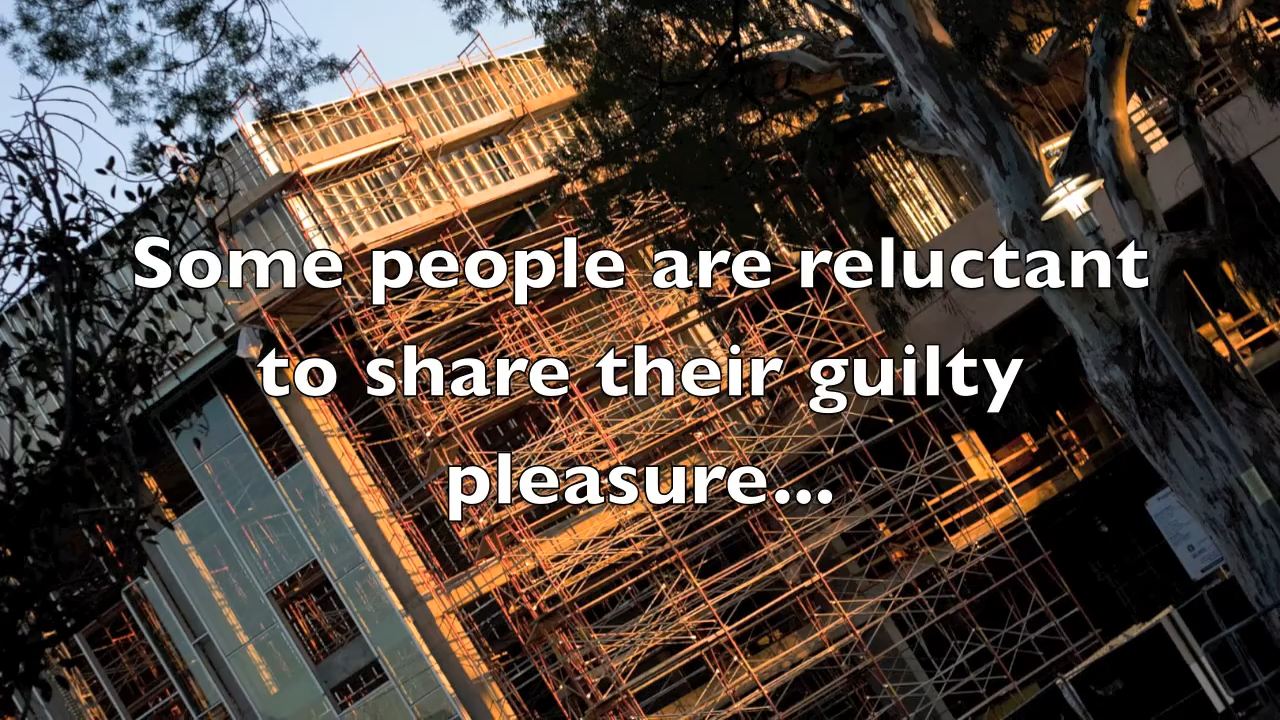 Some people are reluctant
to share their guilty
pleasure...